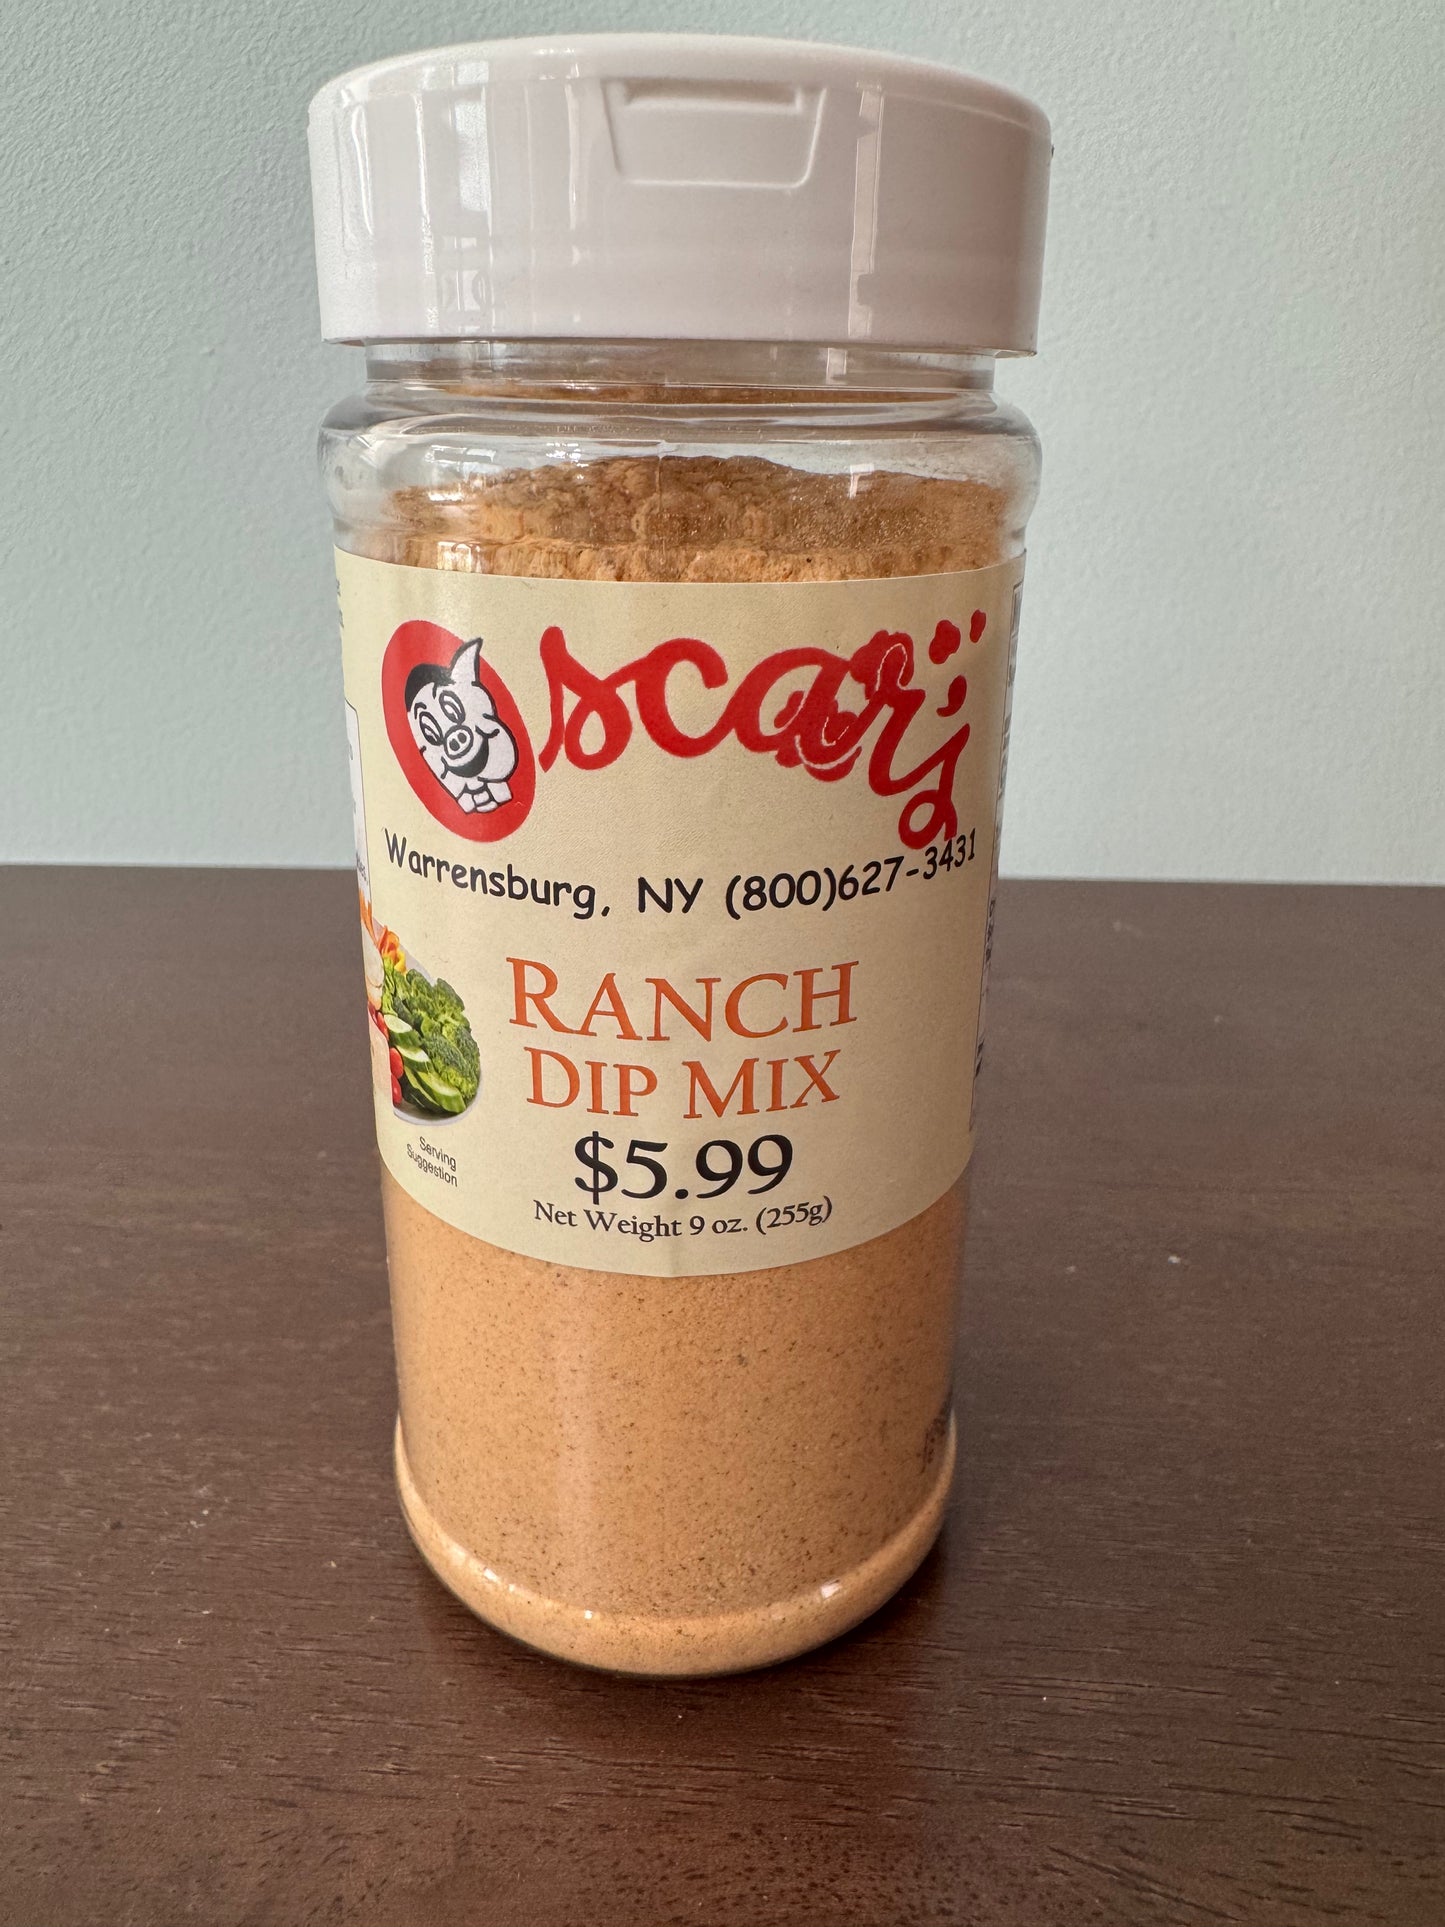 Oscar's
Warrensburg, NY (800)627-3431
RANCH
DIP MIX
$5.99
Net Weight 9 oz. (255g)
Serving
Suggestion